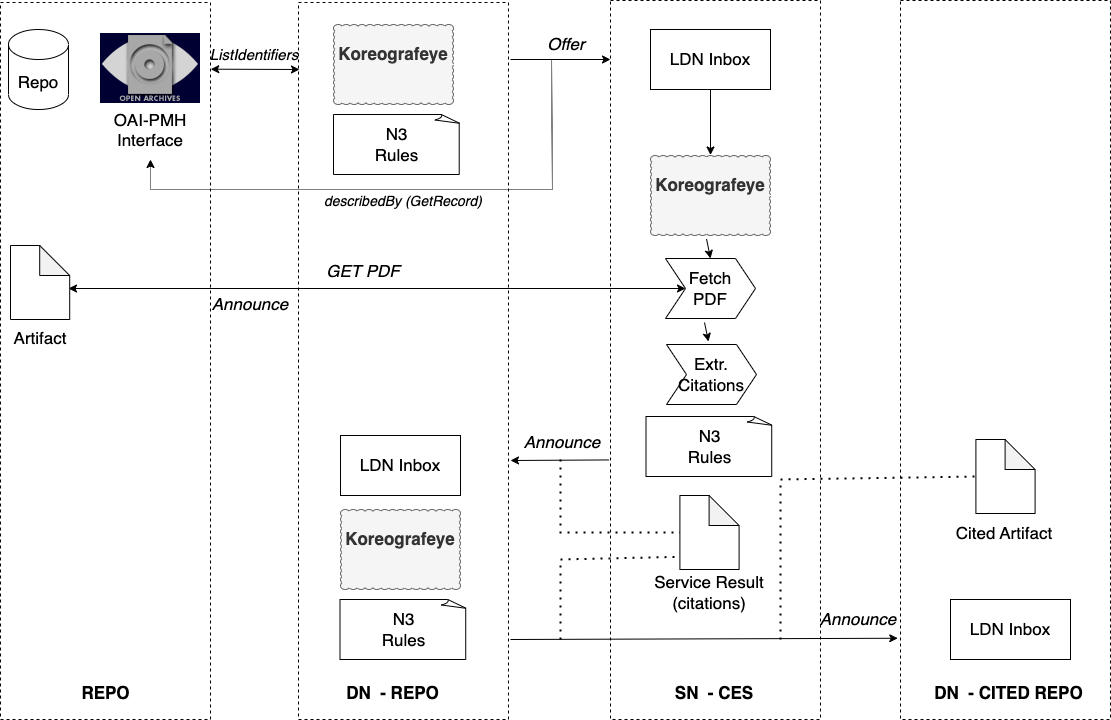 Repo
OPEN ARCHIVES
OAI-PMH
Interface
ListIdentifiers
Koreografeye
N3
Rules
Offer
describedBy (GetRecord)
LDN Inbox
Koreografeye
GET PDF
Announce
Artifact
Fetch
PDF
Extr.
Citations
N3
Rules
Announce
LDN Inbox
Koreografeye
N3
Rules
Service Result
(citations)
Cited Artifact
Announce
LDN Inbox
REPO
DN - REPO
SN - CES
DN - CITED REPO